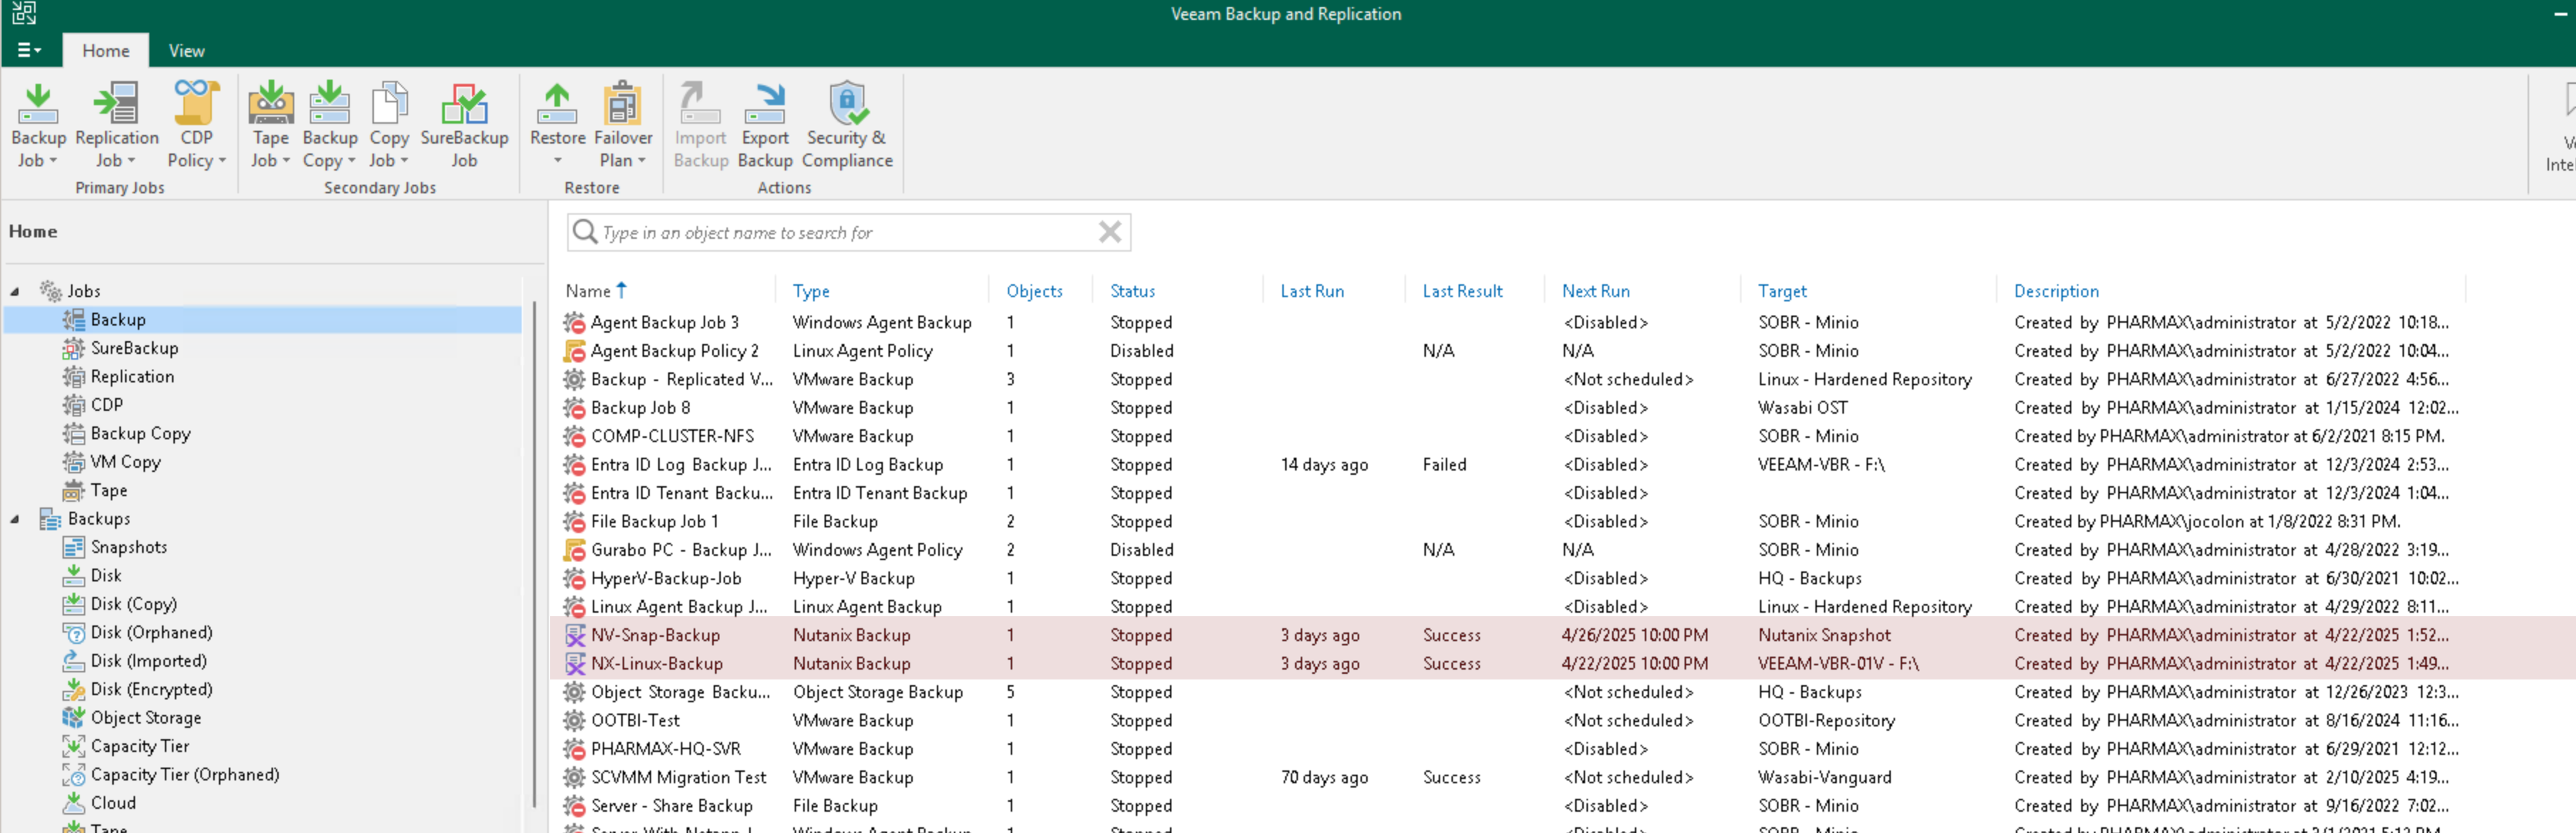 Veeam Backup and Replication
Home View
Backup Job Replication Job CDP Policy Tape Job Backup Copy Copy Job SureBackup Job Restore Failover Plan Import Backup Export Backup Security & Compliance
Primary Jobs Secondary Jobs Restore Actions
Home
Type in an object name to search for
Jobs
Backup
SureBackup
Replication
CDP
Backup Copy
VM Copy
Tape
Backups
Snapshots
Disk
Disk (Copy)
Disk (Orphaned)
Disk (Imported)
Disk (Encrypted)
Object Storage
Capacity Tier
Capacity Tier (Orphaned)
Cloud
Tape
Name Type Objects Status Last Run Last Result Next Run Target Description
Agent Backup Job 3 Windows Agent Backup 1 Stopped <Disabled> SOBR - Minio Created by PHARMAX\administrator at 5/2/2022 10:18...
Agent Backup Policy 2 Linux Agent Policy 1 Disabled N/A N/A SOBR - Minio Created by PHARMAX\administrator at 5/2/2022 10:04...
Backup - Replicated V... VMware Backup 3 Stopped <Not scheduled> Linux - Hardened Repository Created by PHARMAX\administrator at 6/27/2022 4:56...
Backup Job 8 VMware Backup 1 Stopped <Disabled> Wasabi OST Created by PHARMAX\administrator at 1/15/2024 12:02...
COMP-CLUSTER-NFS VMware Backup 1 Stopped <Disabled> SOBR - Minio Created by PHARMAX\administrator at 6/2/2021 8:15 PM.
Entra ID Log Backup J... Entra ID Log Backup 1 Stopped 14 days ago Failed <Disabled> VEEAM-VBR - F:\ Created by PHARMAX\administrator at 12/3/2024 2:53...
Entra ID Tenant Backu... Entra ID Tenant Backup 1 Stopped <Disabled> Created by PHARMAX\administrator at 12/3/2024 1:04...
File Backup Job 1 File Backup 2 Stopped <Disabled> SOBR - Minio Created by PHARMAX\jocolon at 1/8/2022 8:31 PM.
Gurabo PC - Backup J... Windows Agent Policy 2 Disabled N/A N/A SOBR - Minio Created by PHARMAX\administrator at 4/28/2022 3:19...
HyperV-Backup-Job Hyper-V Backup 1 Stopped <Disabled> HQ - Backups Created by PHARMAX\administrator at 6/30/2021 10:02...
Linux Agent Backup J... Linux Agent Backup 1 Stopped <Disabled> Linux - Hardened Repository Created by PHARMAX\administrator at 4/29/2022 8:11...
NV-Snap-Backup Nutanix Backup 1 Stopped 3 days ago Success 4/26/2025 10:00 PM Nutanix Snapshot Created by PHARMAX\administrator at 4/22/2025 1:52...
NX-Linux-Backup Nutanix Backup 1 Stopped 3 days ago Success 4/22/2025 10:00 PM VEEAM-VBR-01V - F:\ Created by PHARMAX\administrator at 4/22/2025 1:49...
Object Storage Backu... Object Storage Backup 5 Stopped <Not scheduled> HQ - Backups Created by PHARMAX\administrator at 12/26/2023 12:3...
OOTBI-Test VMware Backup 1 Stopped <Not scheduled> OOTBI-Repository Created by PHARMAX\administrator at 8/16/2024 11:16...
PHARMAX-HQ-SVR VMware Backup 1 Stopped <Disabled> SOBR - Minio Created by PHARMAX\administrator at 6/29/2021 12:12...
SCVMM Migration Test VMware Backup 1 Stopped 70 days ago Success <Not scheduled> Wasabi-Vanguard Created by PHARMAX\administrator at 2/10/2025 4:19...
Server - Share Backup File Backup 1 Stopped <Disabled> SOBR - Minio Created by PHARMAX\administrator at 9/16/2022 7:02...